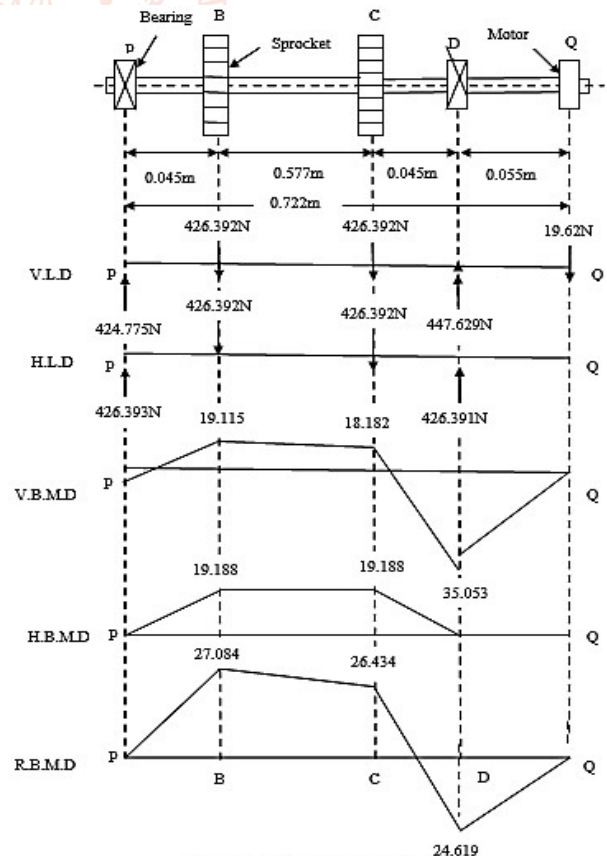 Bearing
B
C
Sprocket
Motor
P
D
Q
0.045m
0.577m
0.045m
0.055m
0.722m
426.392N
426.392N
19.62N
V.L.D
P
Q
424.775N
426.392N
426.392N
447.629N
H.L.D
P
Q
426.393N
19.115
18.182
426.391N
V.B.M.D
P
Q
19.188
19.188
35.053
H.B.M.D
P
Q
27.084
26.434
R.B.M.D
P
B
C
D
Q
24.619